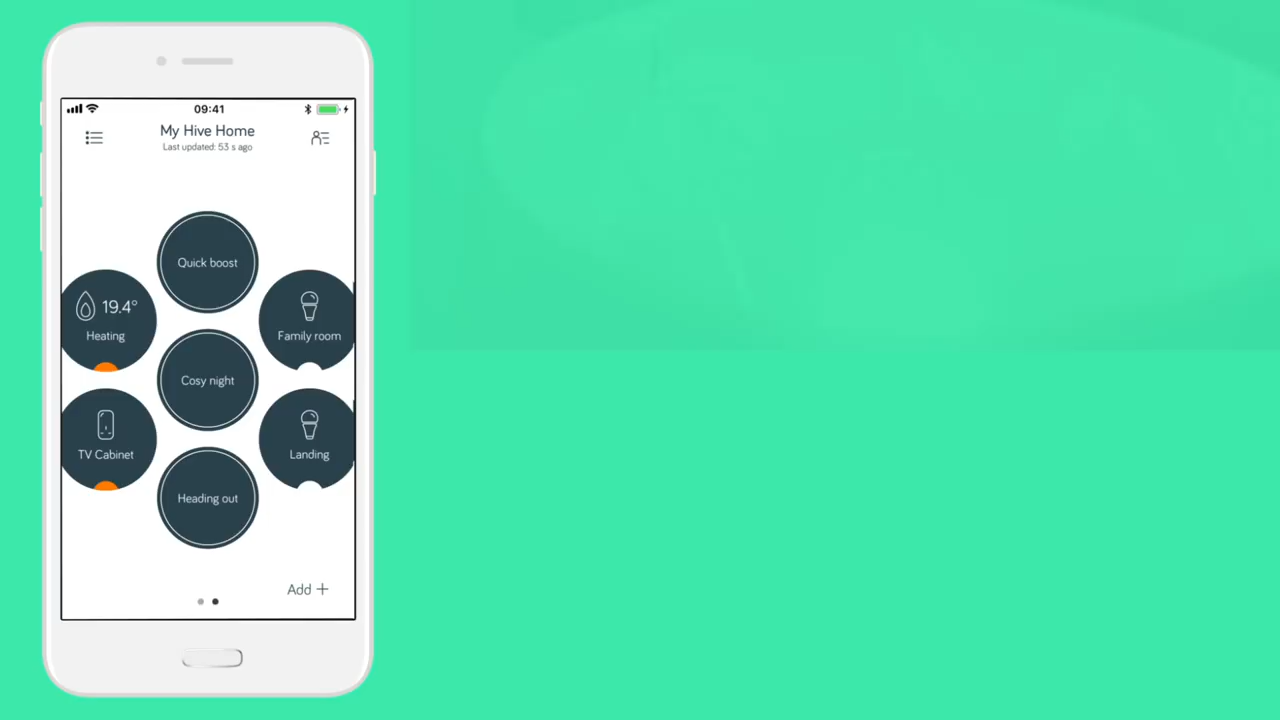 09:41
My Hive Home
Last updated: 53 s ago
Quick boost
19.4°
Heating
Family room
Cosy night
TV Cabinet
Landing
Heading out
Add +